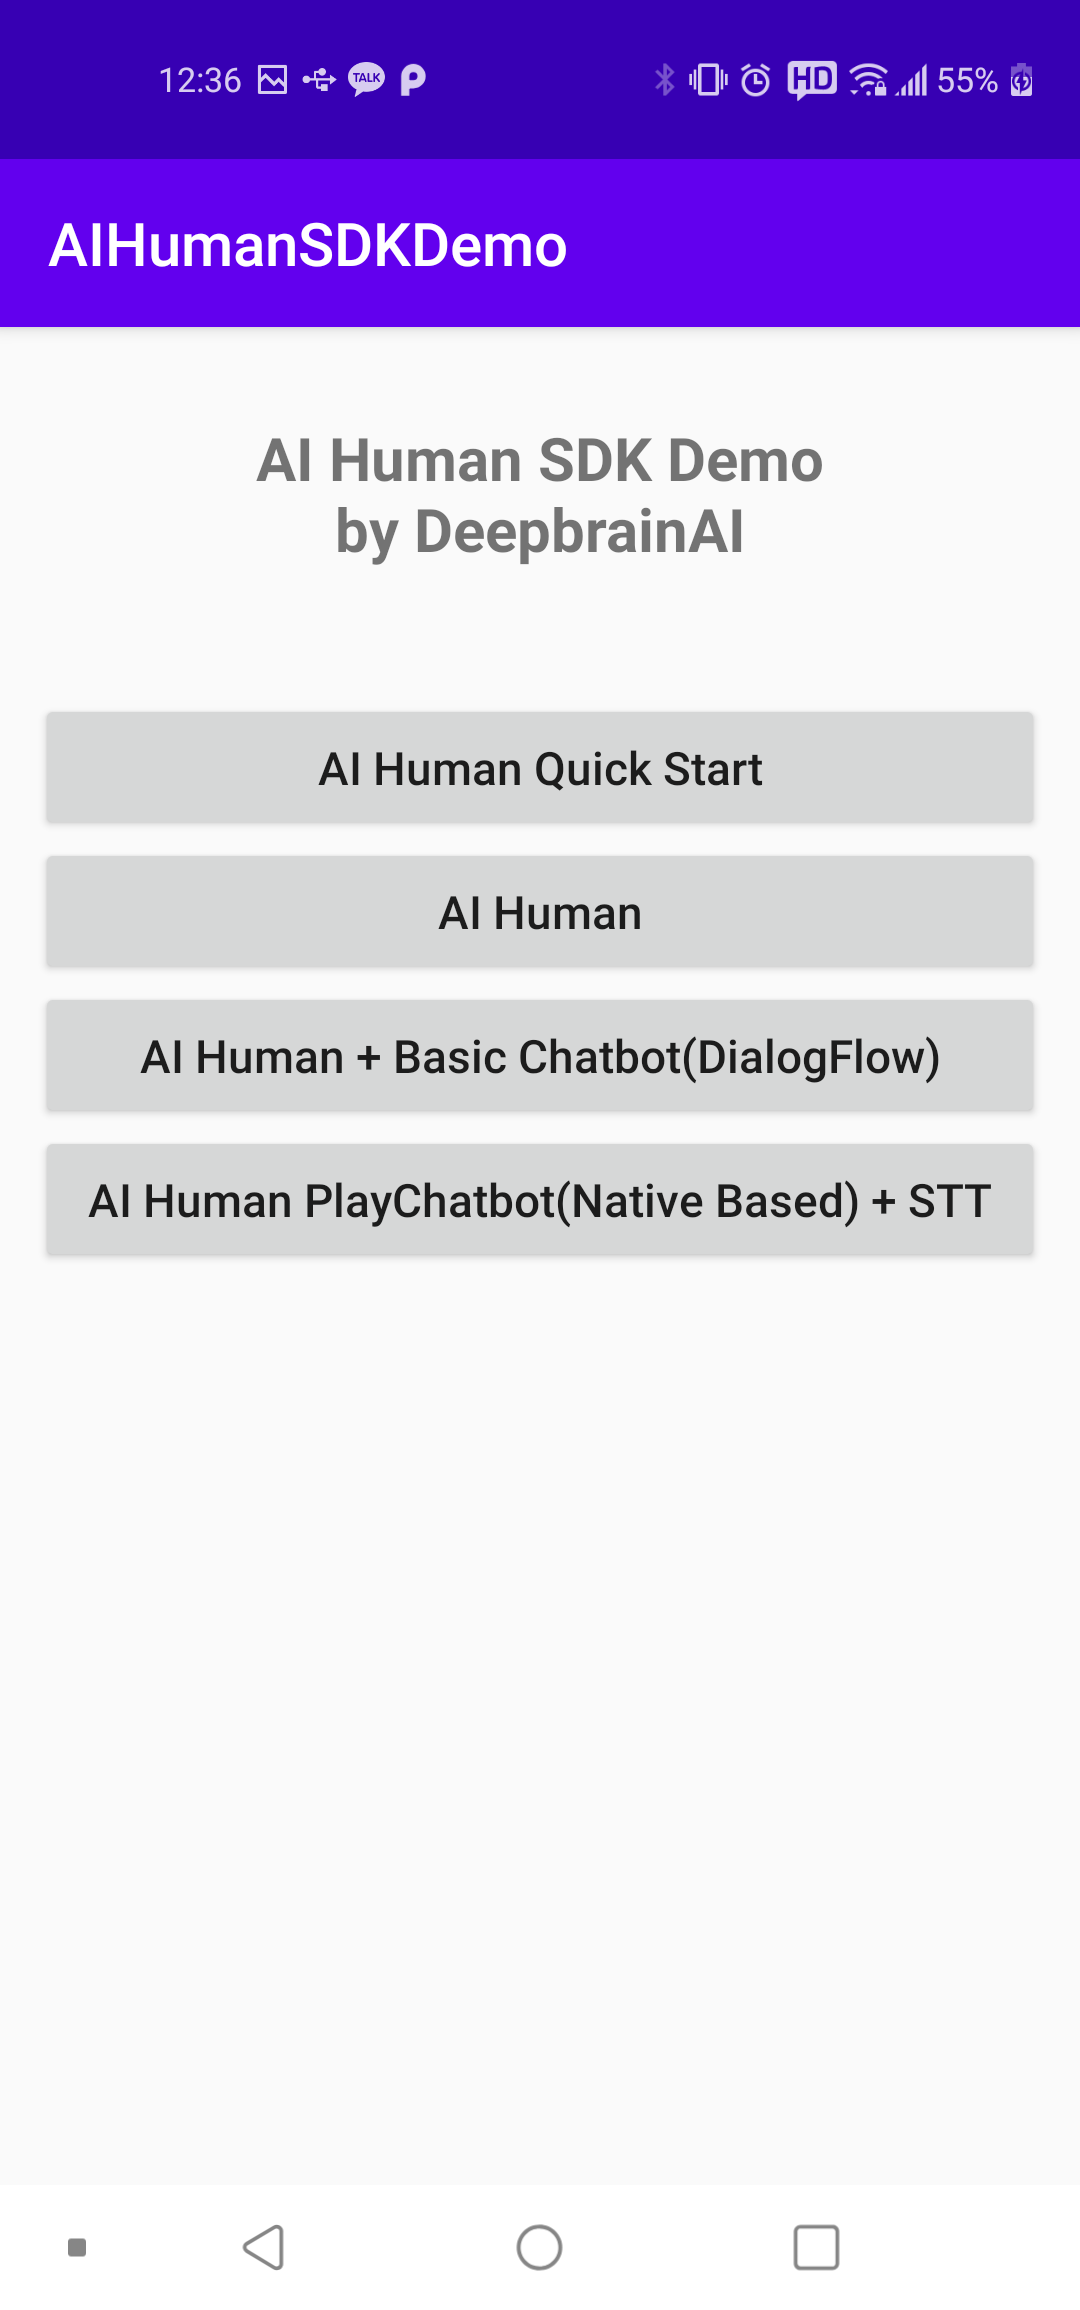 12:36 TALK HD 55%
AIHumanSDKDemo
AI Human SDK Demo
by DeepbrainAI
AI Human Quick Start
AI Human
AI Human + Basic Chatbot(DialogFlow)
AI Human PlayChatbot(Native Based) + STT